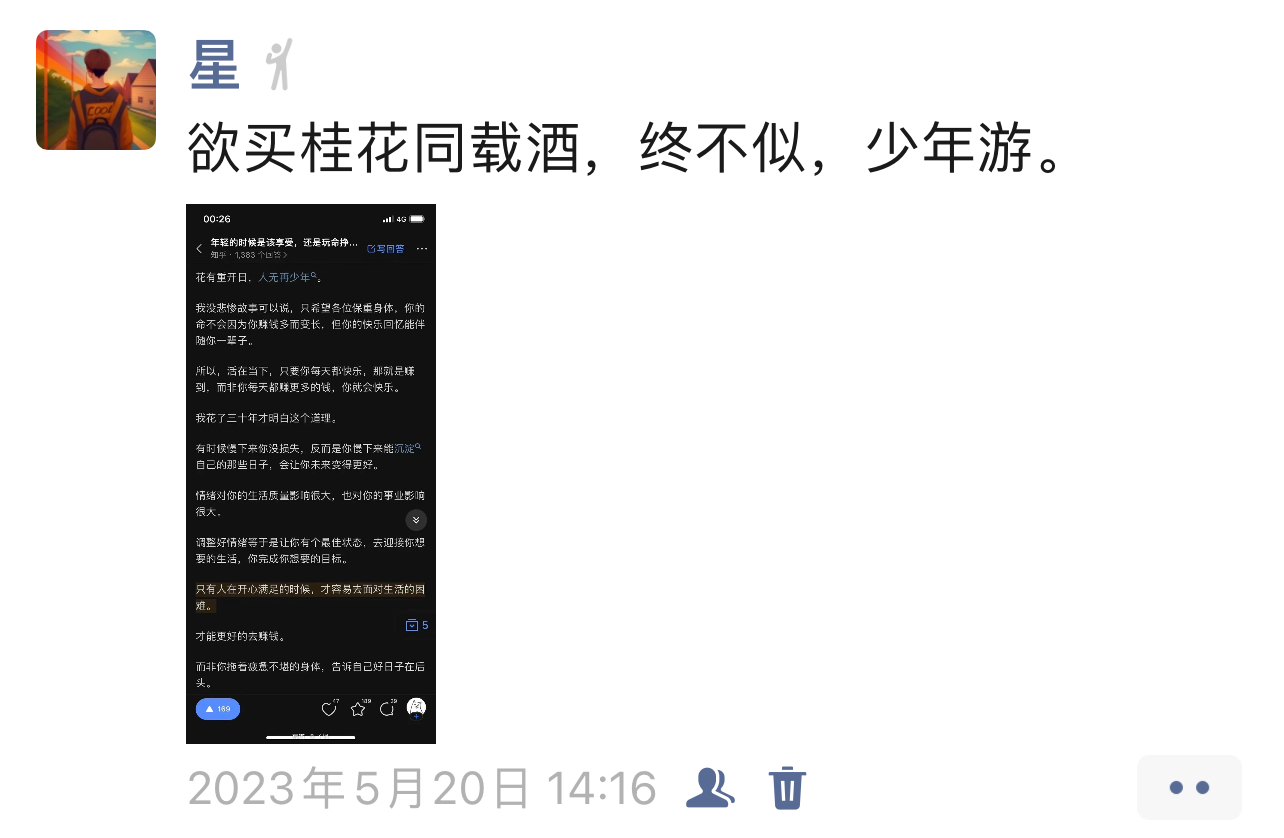 星
欲买桂花同载酒，终不似，少年游。
00:26
4G
年轻的时候是该享受，还是玩命挣...
知乎 · 1,383 个回答 >
写回答
花有重开日，人无再少年。
我没悲惨故事可以说，只希望各位保重身体，你的
命不会因为你赚钱多而变长，但你的快乐回忆能伴
随你一辈子。
所以，活在当下，只要你每天都快乐，那就是赚
到，而非你每天都赚更多的钱，你就会快乐。
我花了三十年才明白这个道理。
有时候慢下来你没损失，反而是你慢下来能沉淀
自己的那些日子，会让你未来变得更好。
情绪对你的生活质量影响很大，也对你的事业影响
很大。
调整好情绪等于是让你有个最佳状态，去迎接你想
要的生活，你完成你想要的目标。
只有人在开心满足的时候，才容易去面对生活的困
难。
5
才能更好的去赚钱。
而非你拖着疲惫不堪的身体，告诉自己好日子在后
头。
169
2023年5月20日 14:16